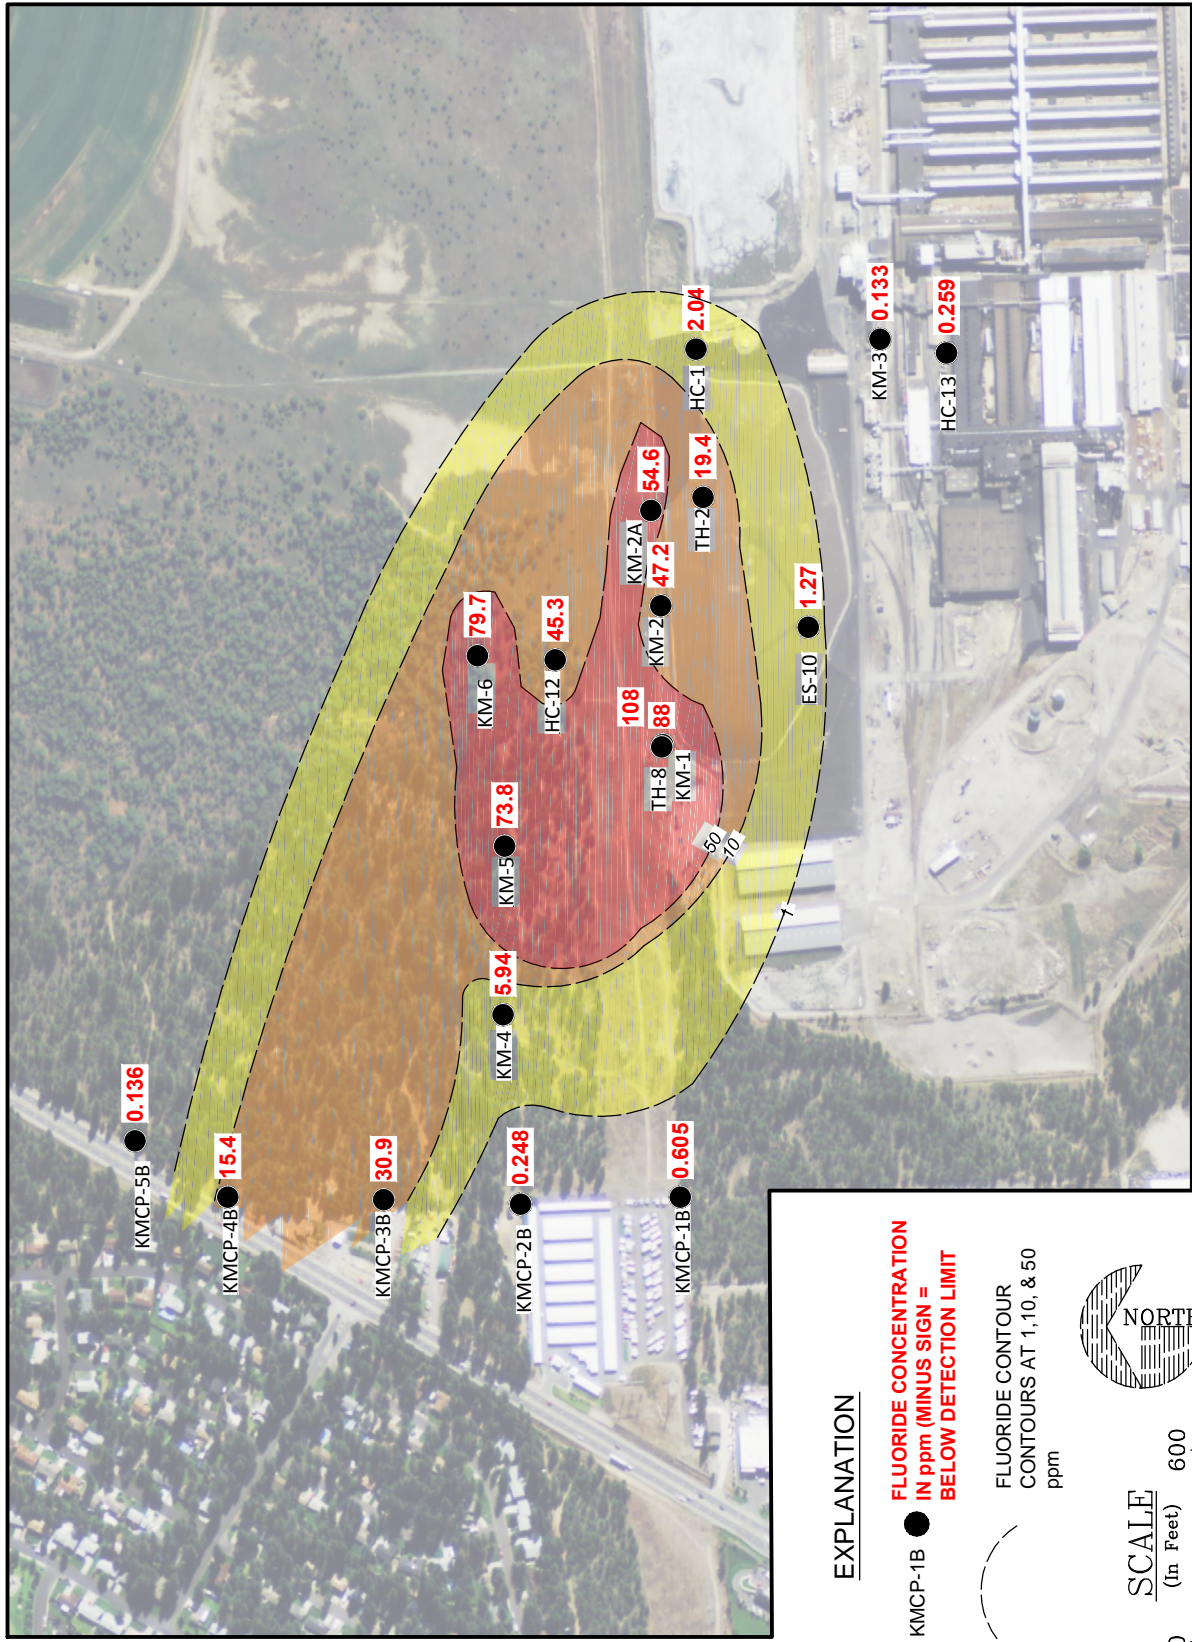 KMCP-5B
0.136
KMCP-4B
15.4
KMCP-3B
30.9
KMCP-2B
0.248
KMCP-1B
0.605
KM-4
5.94
KM-5
73.8
KM-6
79.7
HC-12
45.3
108
TH-8
88
KM-1
KM-2
47.2
KM-2A
54.6
TH-2
19.4
HC-1
2.04
ES-10
1.27
KM-3
0.133
HC-13
0.259
50
10
1
EXPLANATION
KMCP-1B
FLUORIDE CONCENTRATION
IN ppm (MINUS SIGN =
BELOW DETECTION LIMIT
FLUORIDE CONTOUR
CONTOURS AT 1,10, & 50
ppm
NORTH
SCALE
(In Feet)
600